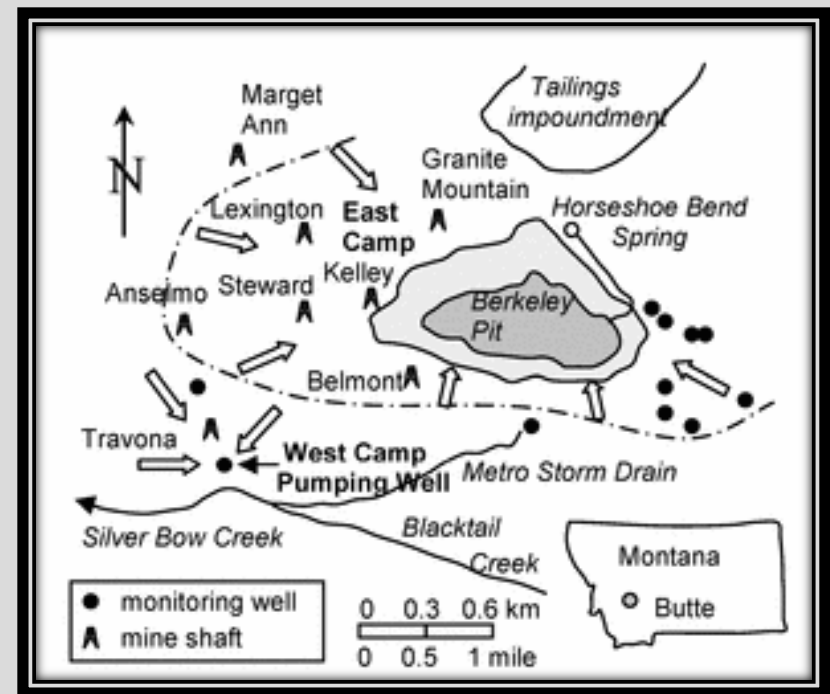 Tailings
impoundment
Marget
Ann
N
Granite
Mountain
Lexington
East
Camp
Horseshoe Bend
Spring
Anselmo
Steward
Kelley
Berkeley
Pit
Belmont
Travona
West Camp
Pumping Well
Metro Storm Drain
Silver Bow Creek
Blacktail
Creek
Montana
Butte
monitoring well
mine shaft
0 0.3 0.6 km
0 0.5 1 mile